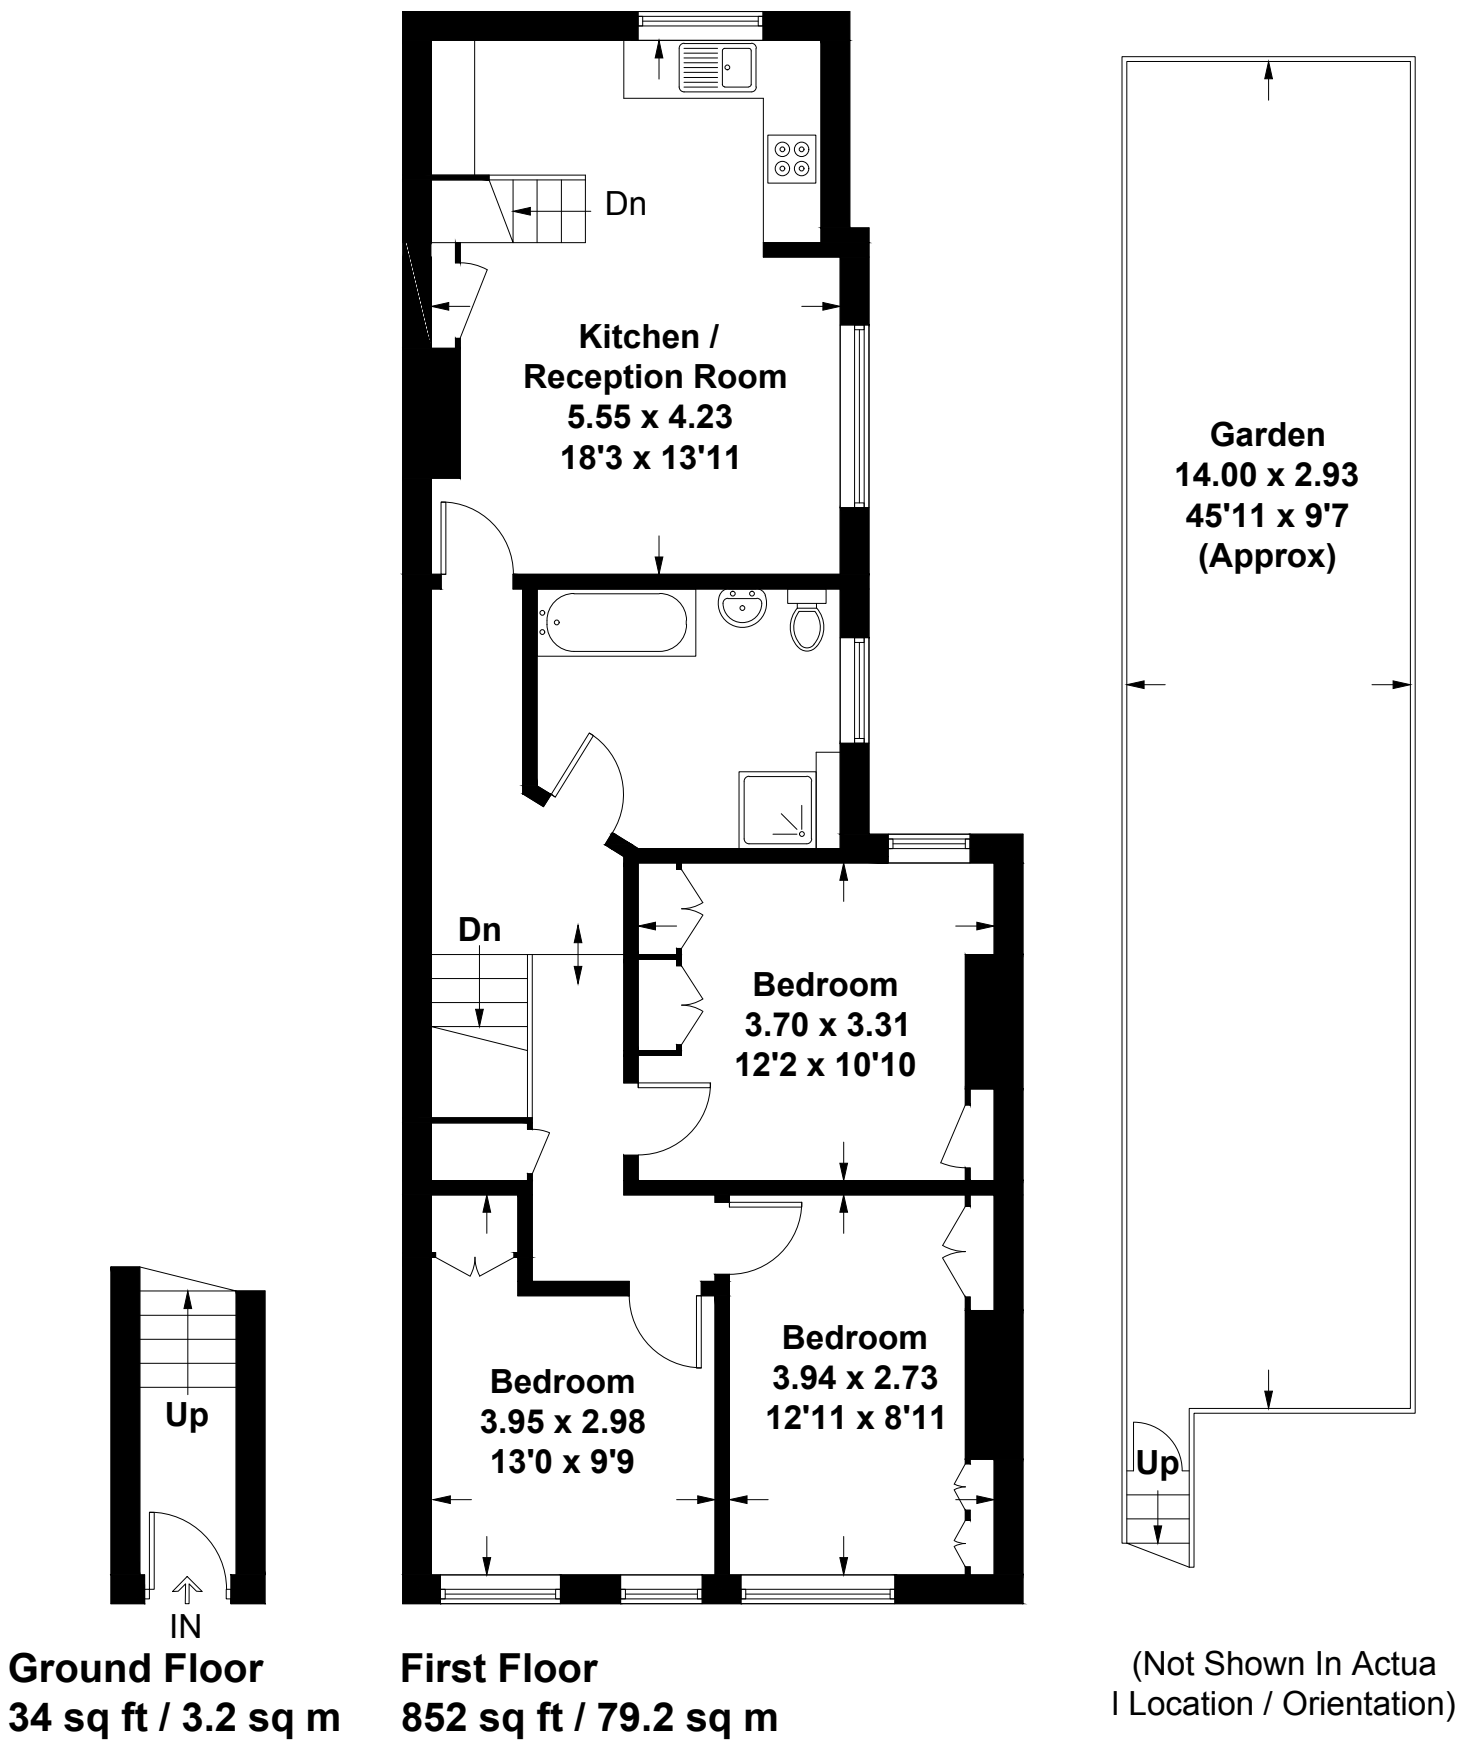 Dn
Kitchen /
Reception Room
5.55 x 4.23
18'3 x 13'11
Garden
14.00 x 2.93
45'11 x 9'7
(Approx)
Dn
Bedroom
3.70 x 3.31
12'2 x 10'10
Bedroom
3.94 x 2.73
12'11 x 8'11
Bedroom
3.95 x 2.98
13'0 x 9'9
Up
Up
IN
Ground Floor
34 sq ft / 3.2 sq m
First Floor
852 sq ft / 79.2 sq m
(Not Shown In Actua
l Location / Orientation)